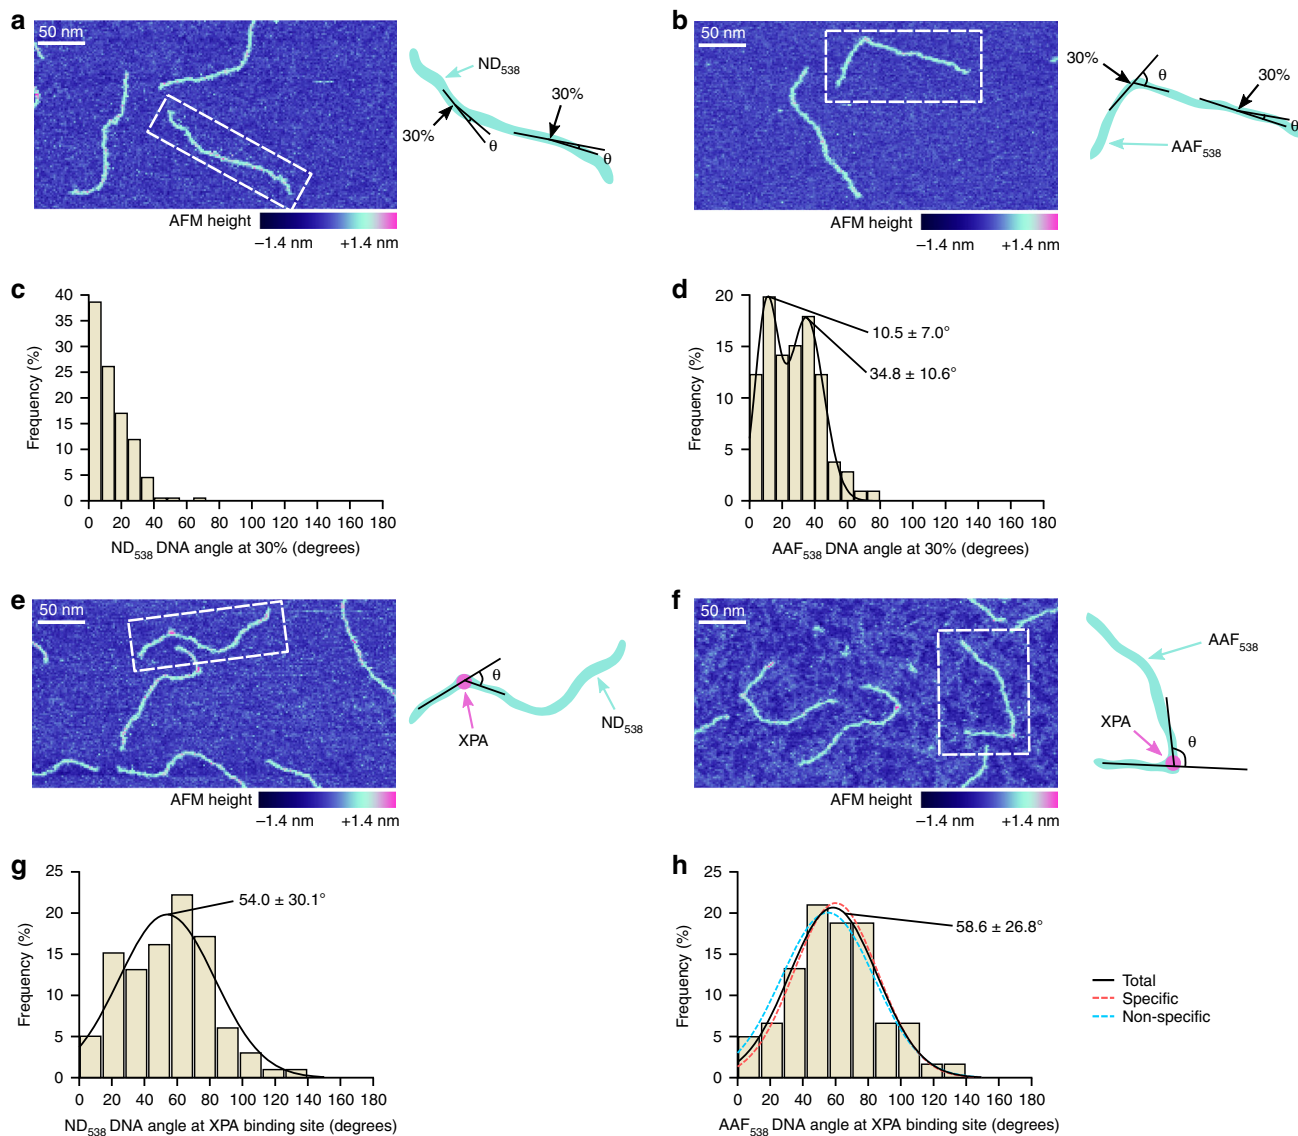 a
50 nm
ND538
30%
30%
θ
θ
AFM height
–1.4 nm
+1.4 nm
b
50 nm
30%
θ
30%
θ
AAF538
AFM height
–1.4 nm
+1.4 nm
c
Frequency (%)
40
35
30
25
20
15
10
5
0
0 20 40 60 80 100 120 140 160 180
ND538 DNA angle at 30% (degrees)
d
Frequency (%)
20
15
10
5
0
10.5 ± 7.0°
34.8 ± 10.6°
0 20 40 60 80 100 120 140 160 180
AAF538 DNA angle at 30% (degrees)
e
50 nm
θ
XPA
ND538
AFM height
–1.4 nm
+1.4 nm
f
50 nm
AAF538
XPA
θ
AFM height
–1.4 nm
+1.4 nm
g
Frequency (%)
25
20
15
10
5
0
54.0 ± 30.1°
0 20 40 60 80 100 120 140 160 180
ND538 DNA angle at XPA binding site (degrees)
h
Frequency (%)
25
20
15
10
5
0
58.6 ± 26.8°
Total
Specific
Non-specific
0 20 40 60 80 100 120 140 160 180
AAF538 DNA angle at XPA binding site (degrees)